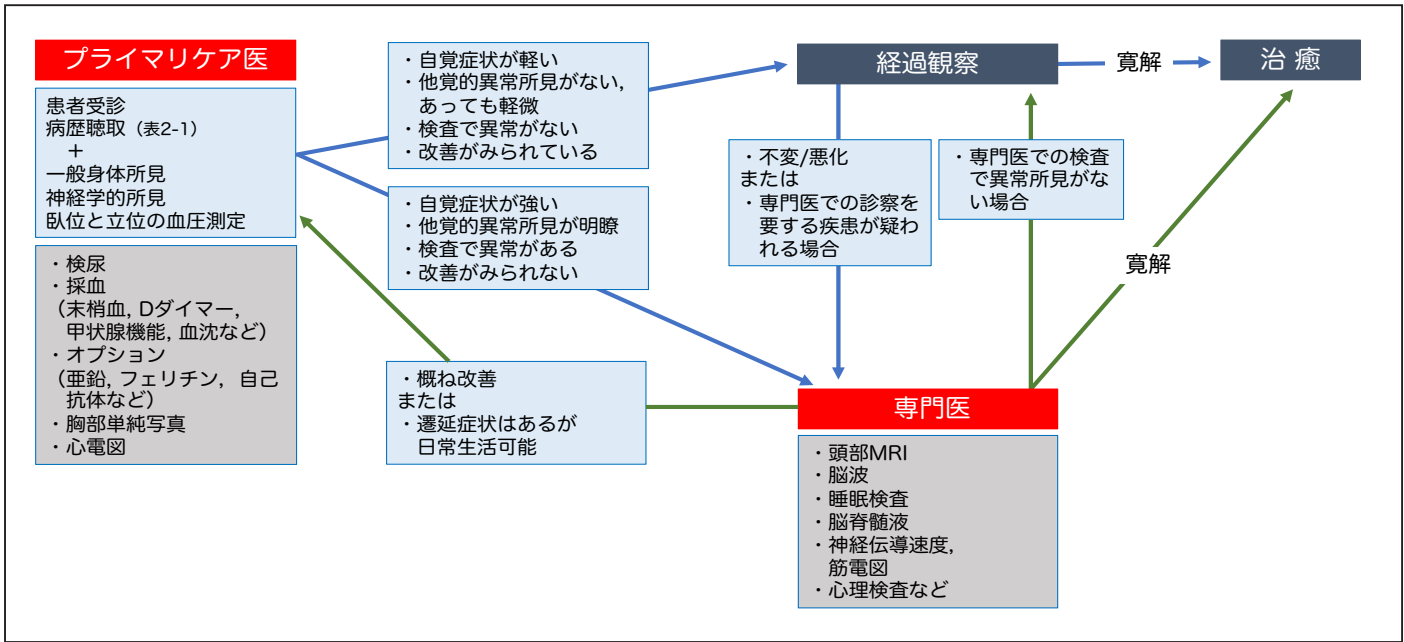 プライマリケア医
患者受診
病歴聴取（表2-1）
＋
一般身体所見
神経学的所見
臥位と立位の血圧測定
・検尿
・採血
（末梢血, Dダイマー,
甲状腺機能, 血沈など）
・オプション
（亜鉛, フェリチン, 自己
抗体など）
・胸部単純写真
・心電図
・自覚症状が軽い
・他覚的異常所見がない,
あっても軽微
・検査で異常がない
・改善がみられている
・自覚症状が強い
・他覚的異常所見が明瞭
・検査で異常がある
・改善がみられない
・概ね改善
または
・遷延症状はあるが
日常生活可能
経過観察
寛解
治 癒
・不変/悪化
または
・専門医での診察を
要する疾患が疑わ
れる場合
・専門医での検査
で異常所見がな
い場合
寛解
専門医
・頭部MRI
・脳波
・睡眠検査
・脳脊髄液
・神経伝導速度,
筋電図
・心理検査など